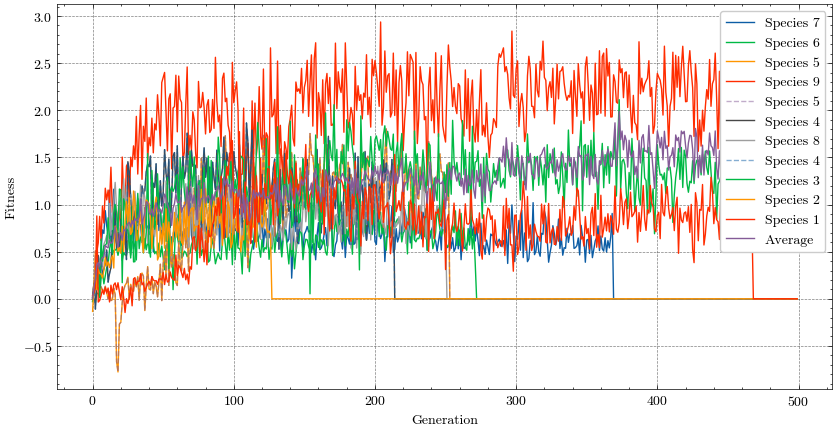 3.0
2.5
2.0
1.5
1.0
0.5
0.0
−0.5
Fitness
0
100
200
300
400
500
Generation
Species 7
Species 6
Species 5
Species 9
Species 5
Species 4
Species 8
Species 4
Species 3
Species 2
Species 1
Average